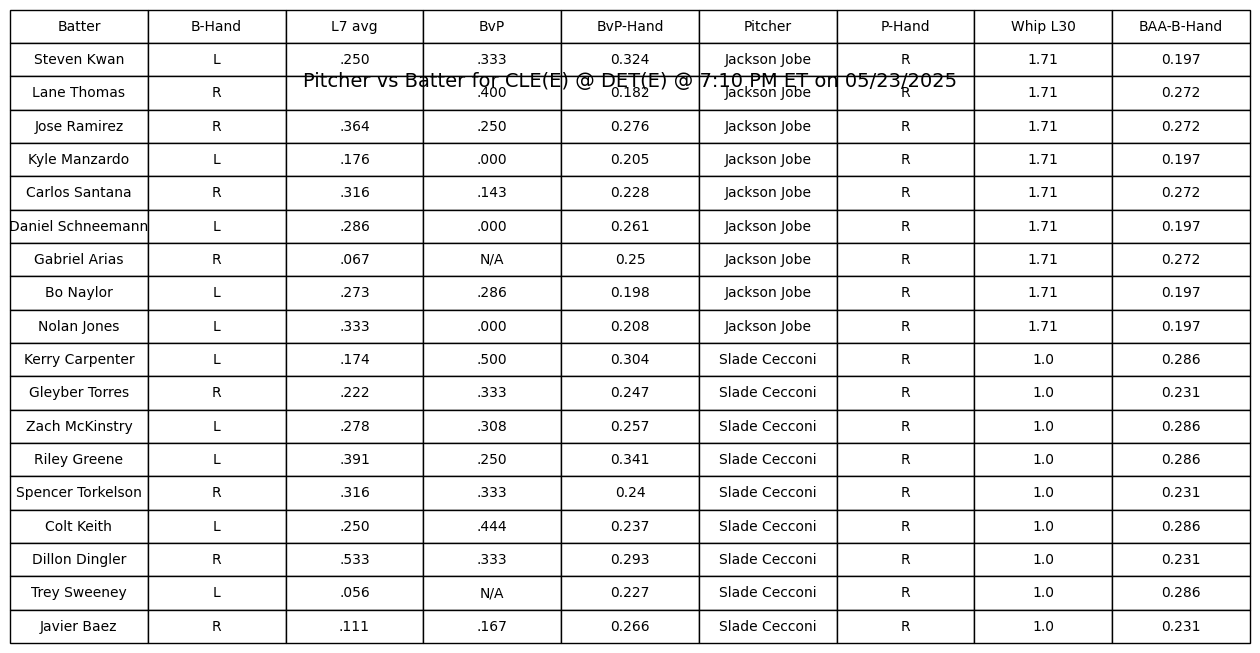 Batter B-Hand L7 avg BvP BvP-Hand Pitcher P-Hand Whip L30 BAA-B-Hand
Steven Kwan L .250 .333 0.324 Jackson Jobe R 1.71 0.197
Pitcher vs Batter for CLE(E) @ DET(E) @ 7:10 PM ET on 05/23/2025
Lane Thomas R .400 0.182 Jackson Jobe R 1.71 0.272
Jose Ramirez R .364 .250 0.276 Jackson Jobe R 1.71 0.272
Kyle Manzardo L .176 .000 0.205 Jackson Jobe R 1.71 0.197
Carlos Santana R .316 .143 0.228 Jackson Jobe R 1.71 0.272
Daniel Schneemann L .286 .000 0.261 Jackson Jobe R 1.71 0.197
Gabriel Arias R .067 N/A 0.25 Jackson Jobe R 1.71 0.272
Bo Naylor L .273 .286 0.198 Jackson Jobe R 1.71 0.197
Nolan Jones L .333 .000 0.208 Jackson Jobe R 1.71 0.197
Kerry Carpenter L .174 .500 0.304 Slade Cecconi R 1.0 0.286
Gleyber Torres R .222 .333 0.247 Slade Cecconi R 1.0 0.231
Zach McKinstry L .278 .308 0.257 Slade Cecconi R 1.0 0.286
Riley Greene L .391 .250 0.341 Slade Cecconi R 1.0 0.286
Spencer Torkelson R .316 .333 0.24 Slade Cecconi R 1.0 0.231
Colt Keith L .250 .444 0.237 Slade Cecconi R 1.0 0.286
Dillon Dingler R .533 .333 0.293 Slade Cecconi R 1.0 0.231
Trey Sweeney L .056 N/A 0.227 Slade Cecconi R 1.0 0.286
Javier Baez R .111 .167 0.266 Slade Cecconi R 1.0 0.231